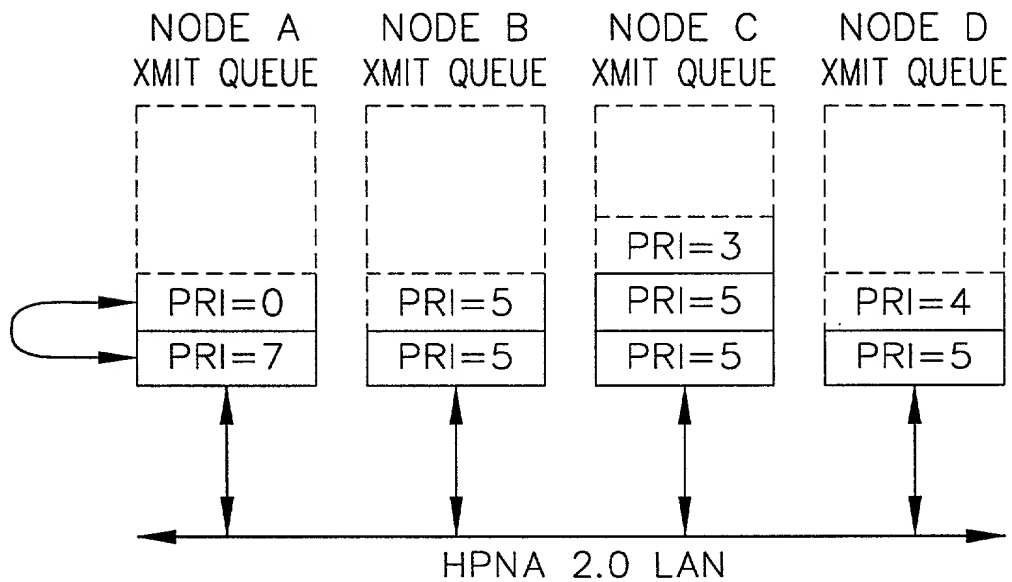 NODE A NODE B NODE C NODE D
XMIT QUEUE XMIT QUEUE XMIT QUEUE XMIT QUEUE
PRI=3
PRI=0 PRI=5 PRI=5 PRI=4
PRI=7 PRI=5 PRI=5 PRI=5
HPNA 2.0 LAN